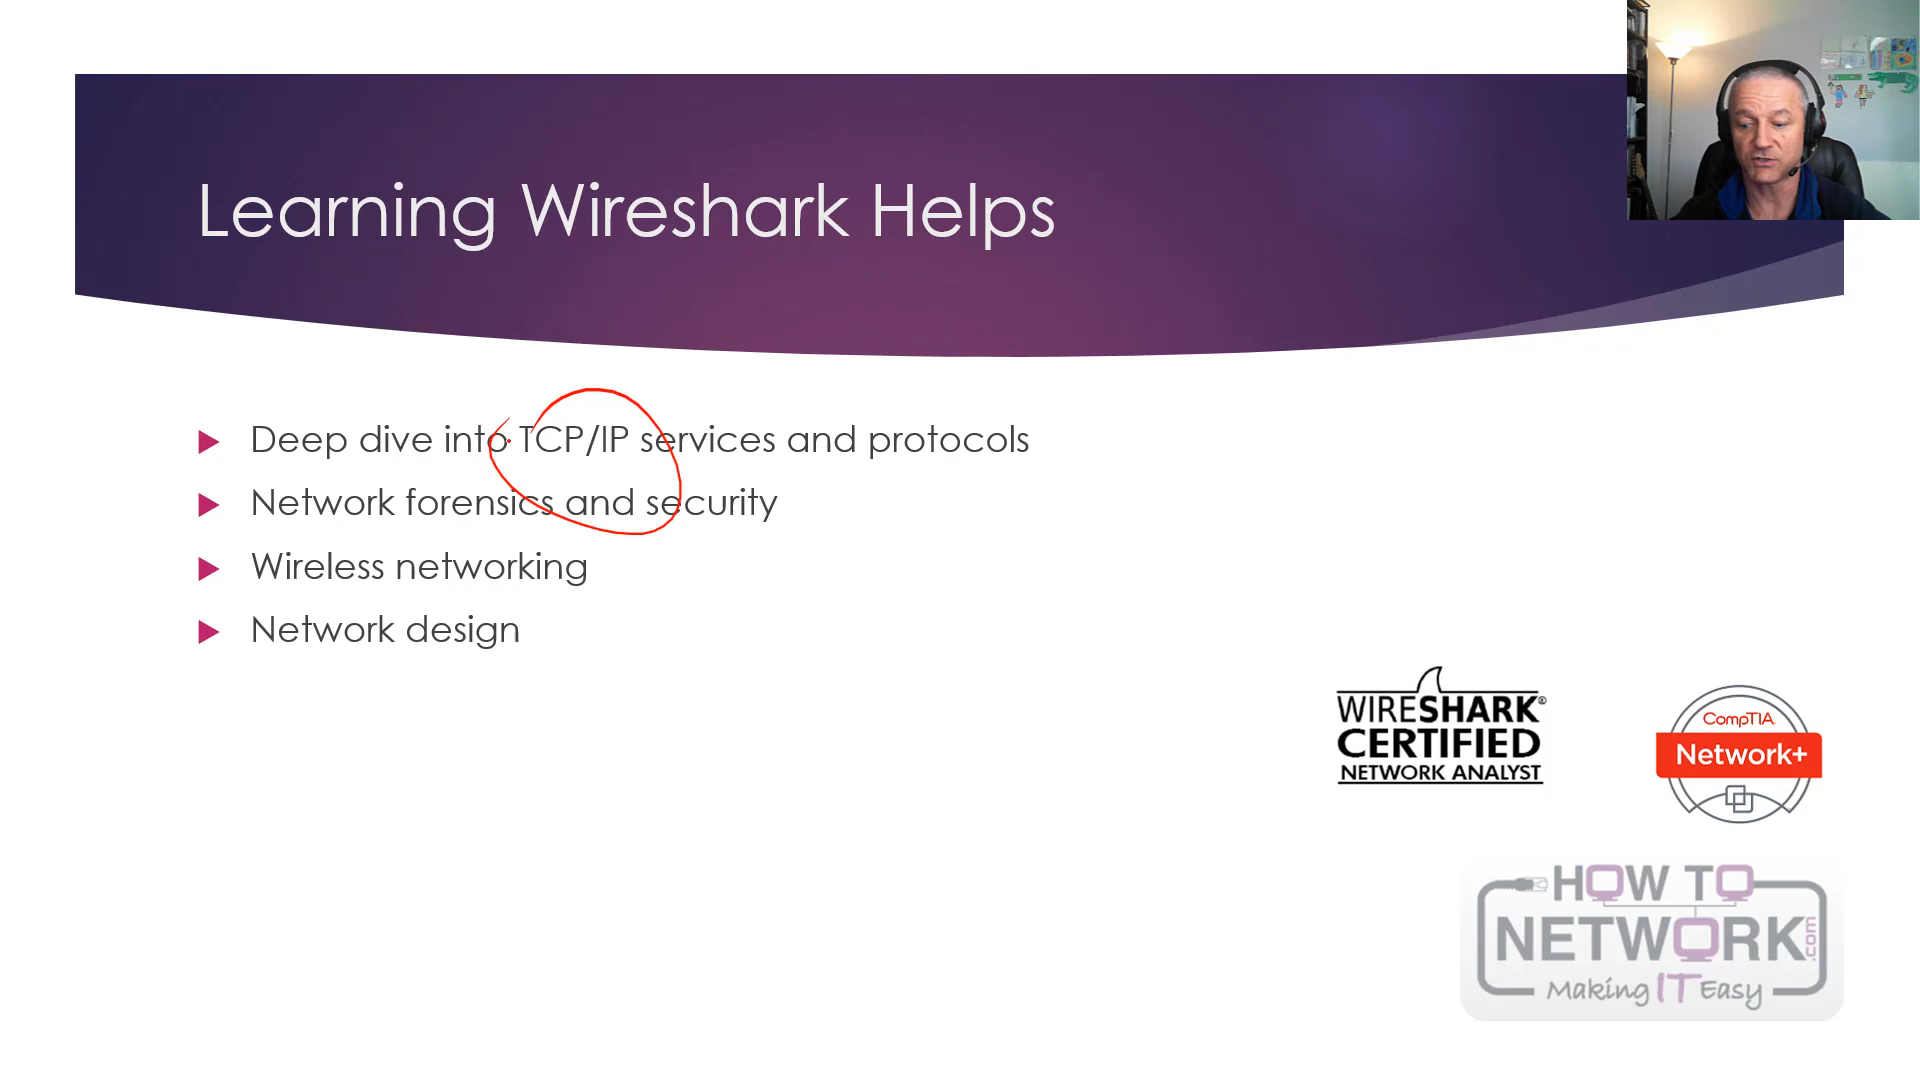 Learning Wireshark Helps
Deep dive into TCP/IP services and protocols
Network forensics and security
Wireless networking
Network design
WIRESHARK®
CERTIFIED
NETWORK ANALYST
CompTIA
Network+
HOW TO
NETWORK.com
Making IT Easy